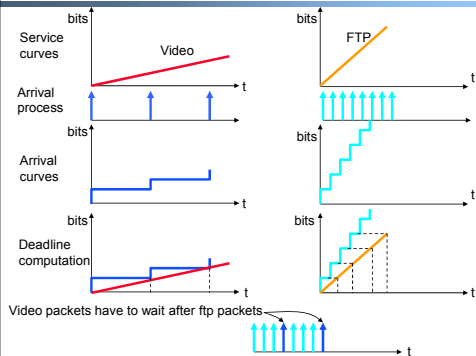 bits
bits
Service
curves
Video
FTP
t
t
Arrival
process
t
bits
bits
Arrival
curves
t
t
bits
bits
Deadline
computation
t
t
Video packets have to wait after ftp packets
t